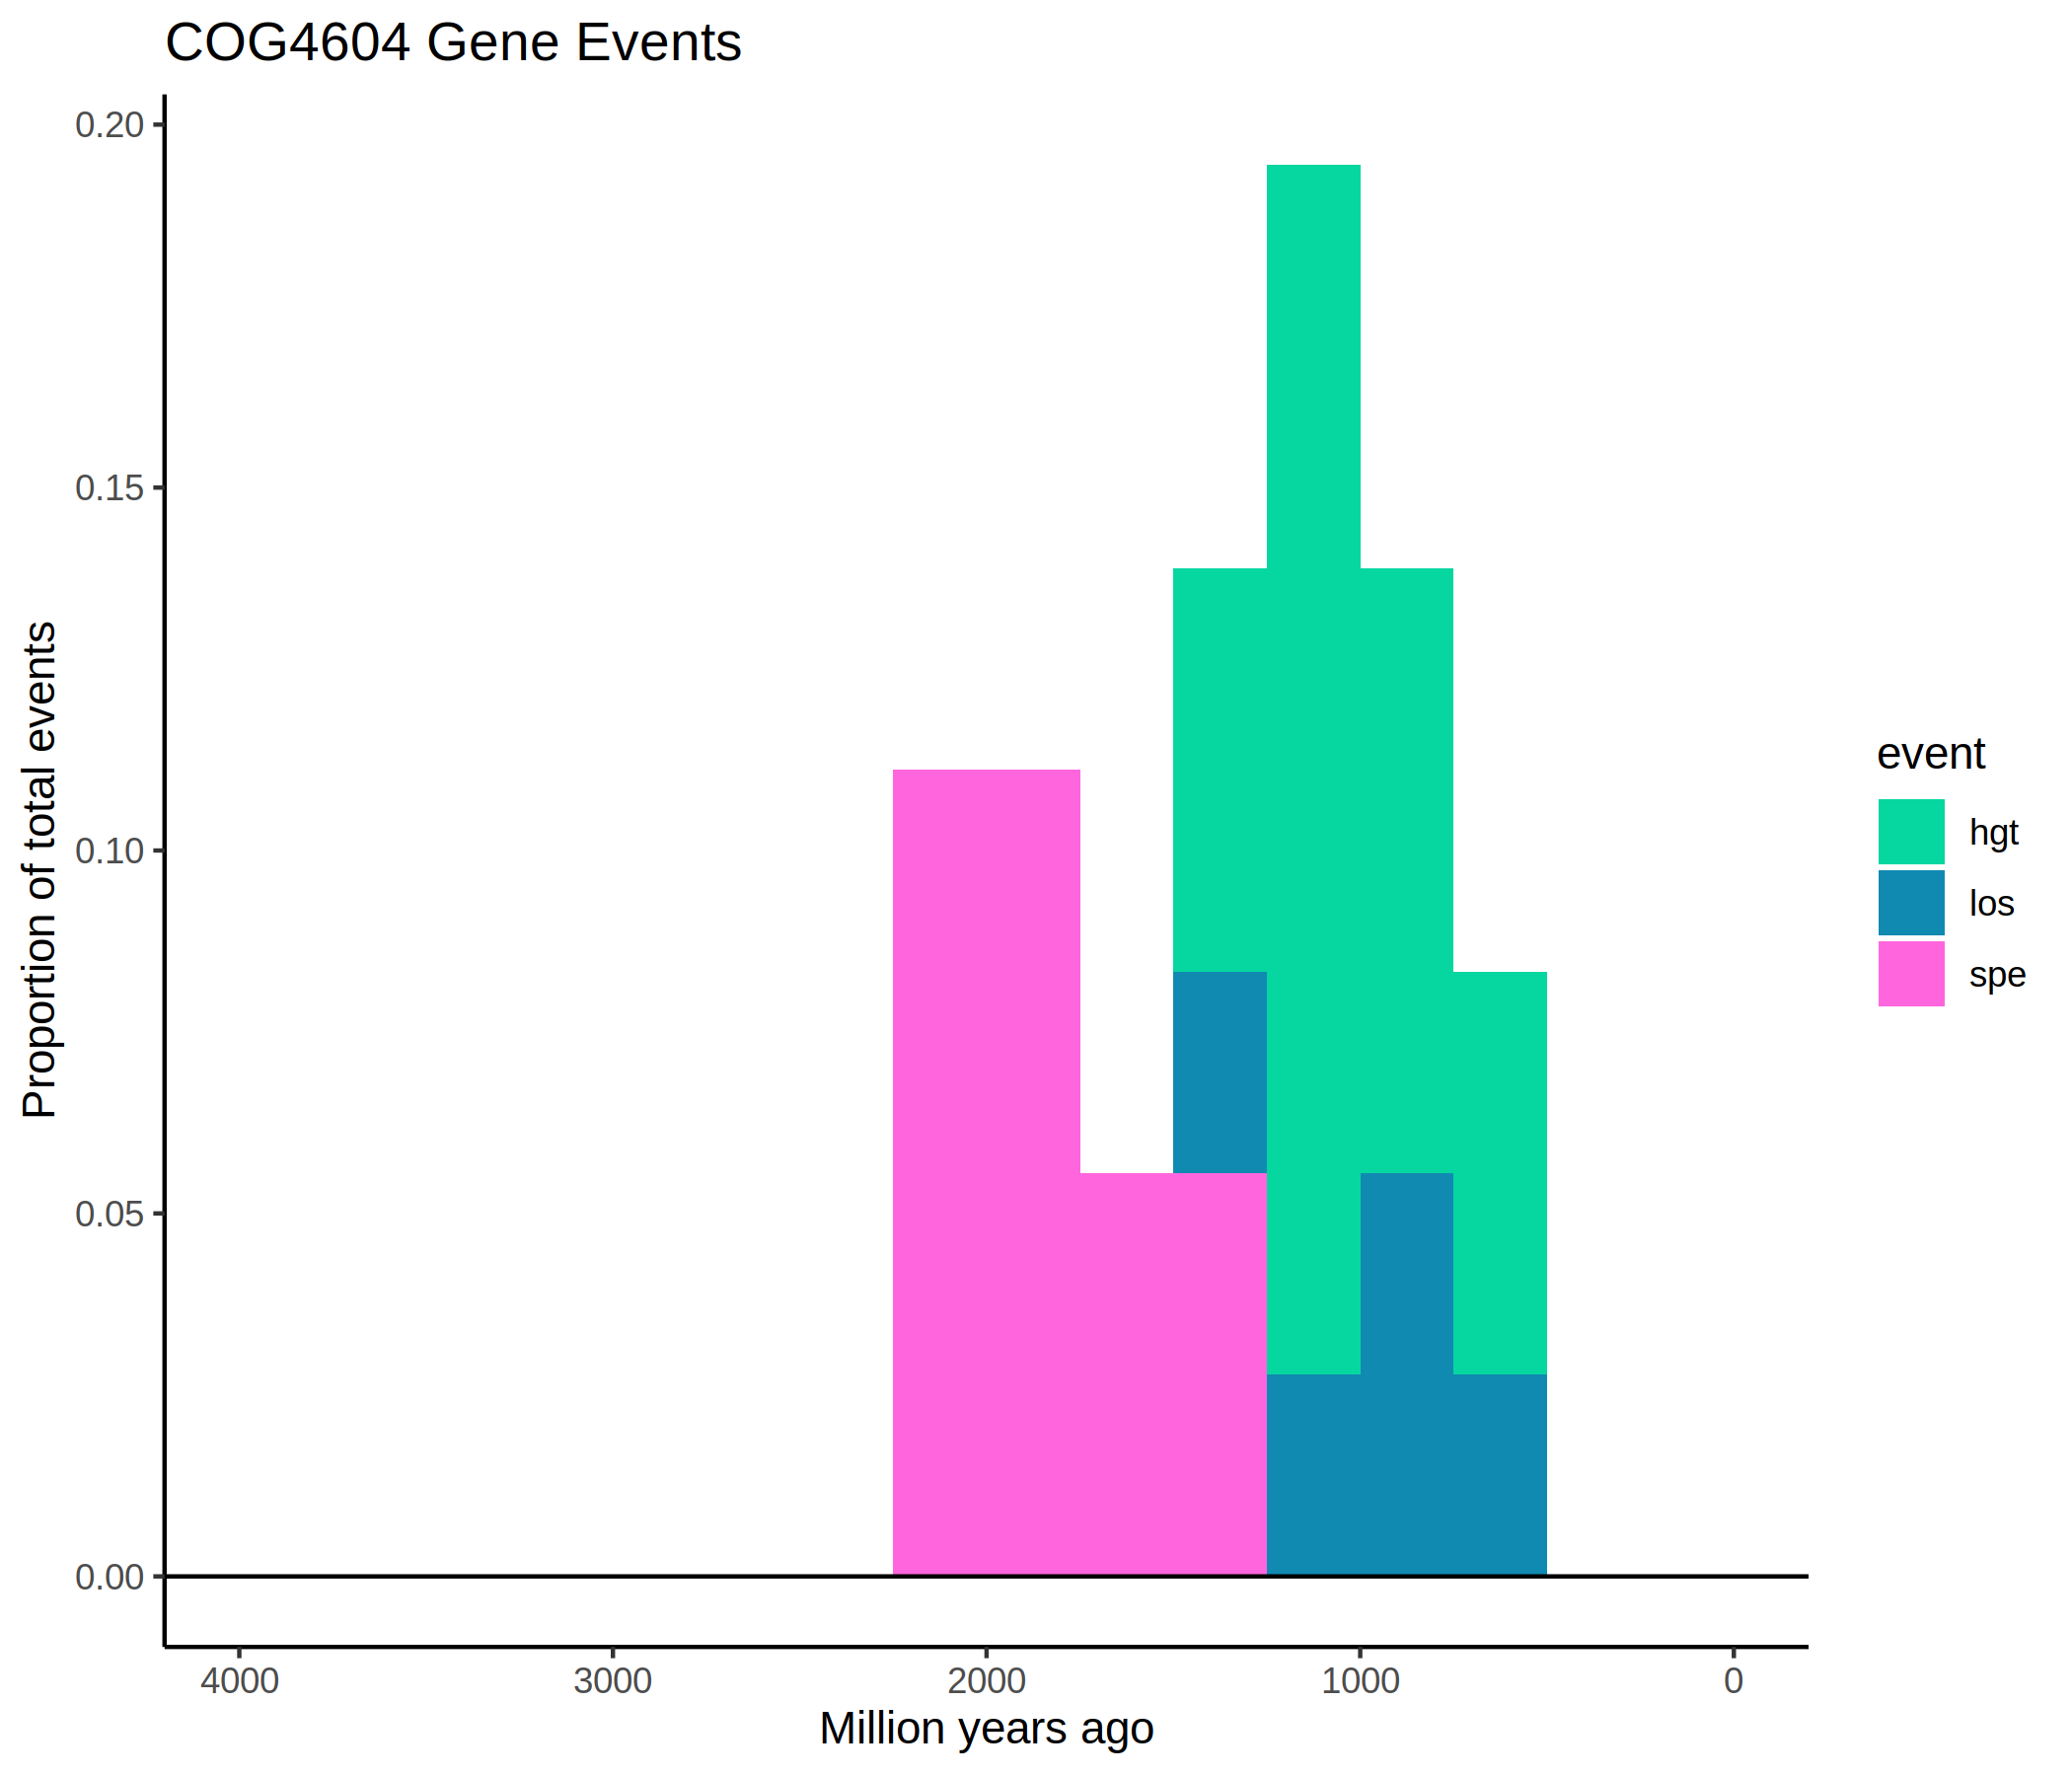 COG4604 Gene Events
0.20
0.15
0.10
0.05
0.00
Proportion of total events
4000 3000 2000 1000 0
Million years ago
event
hgt
los
spe